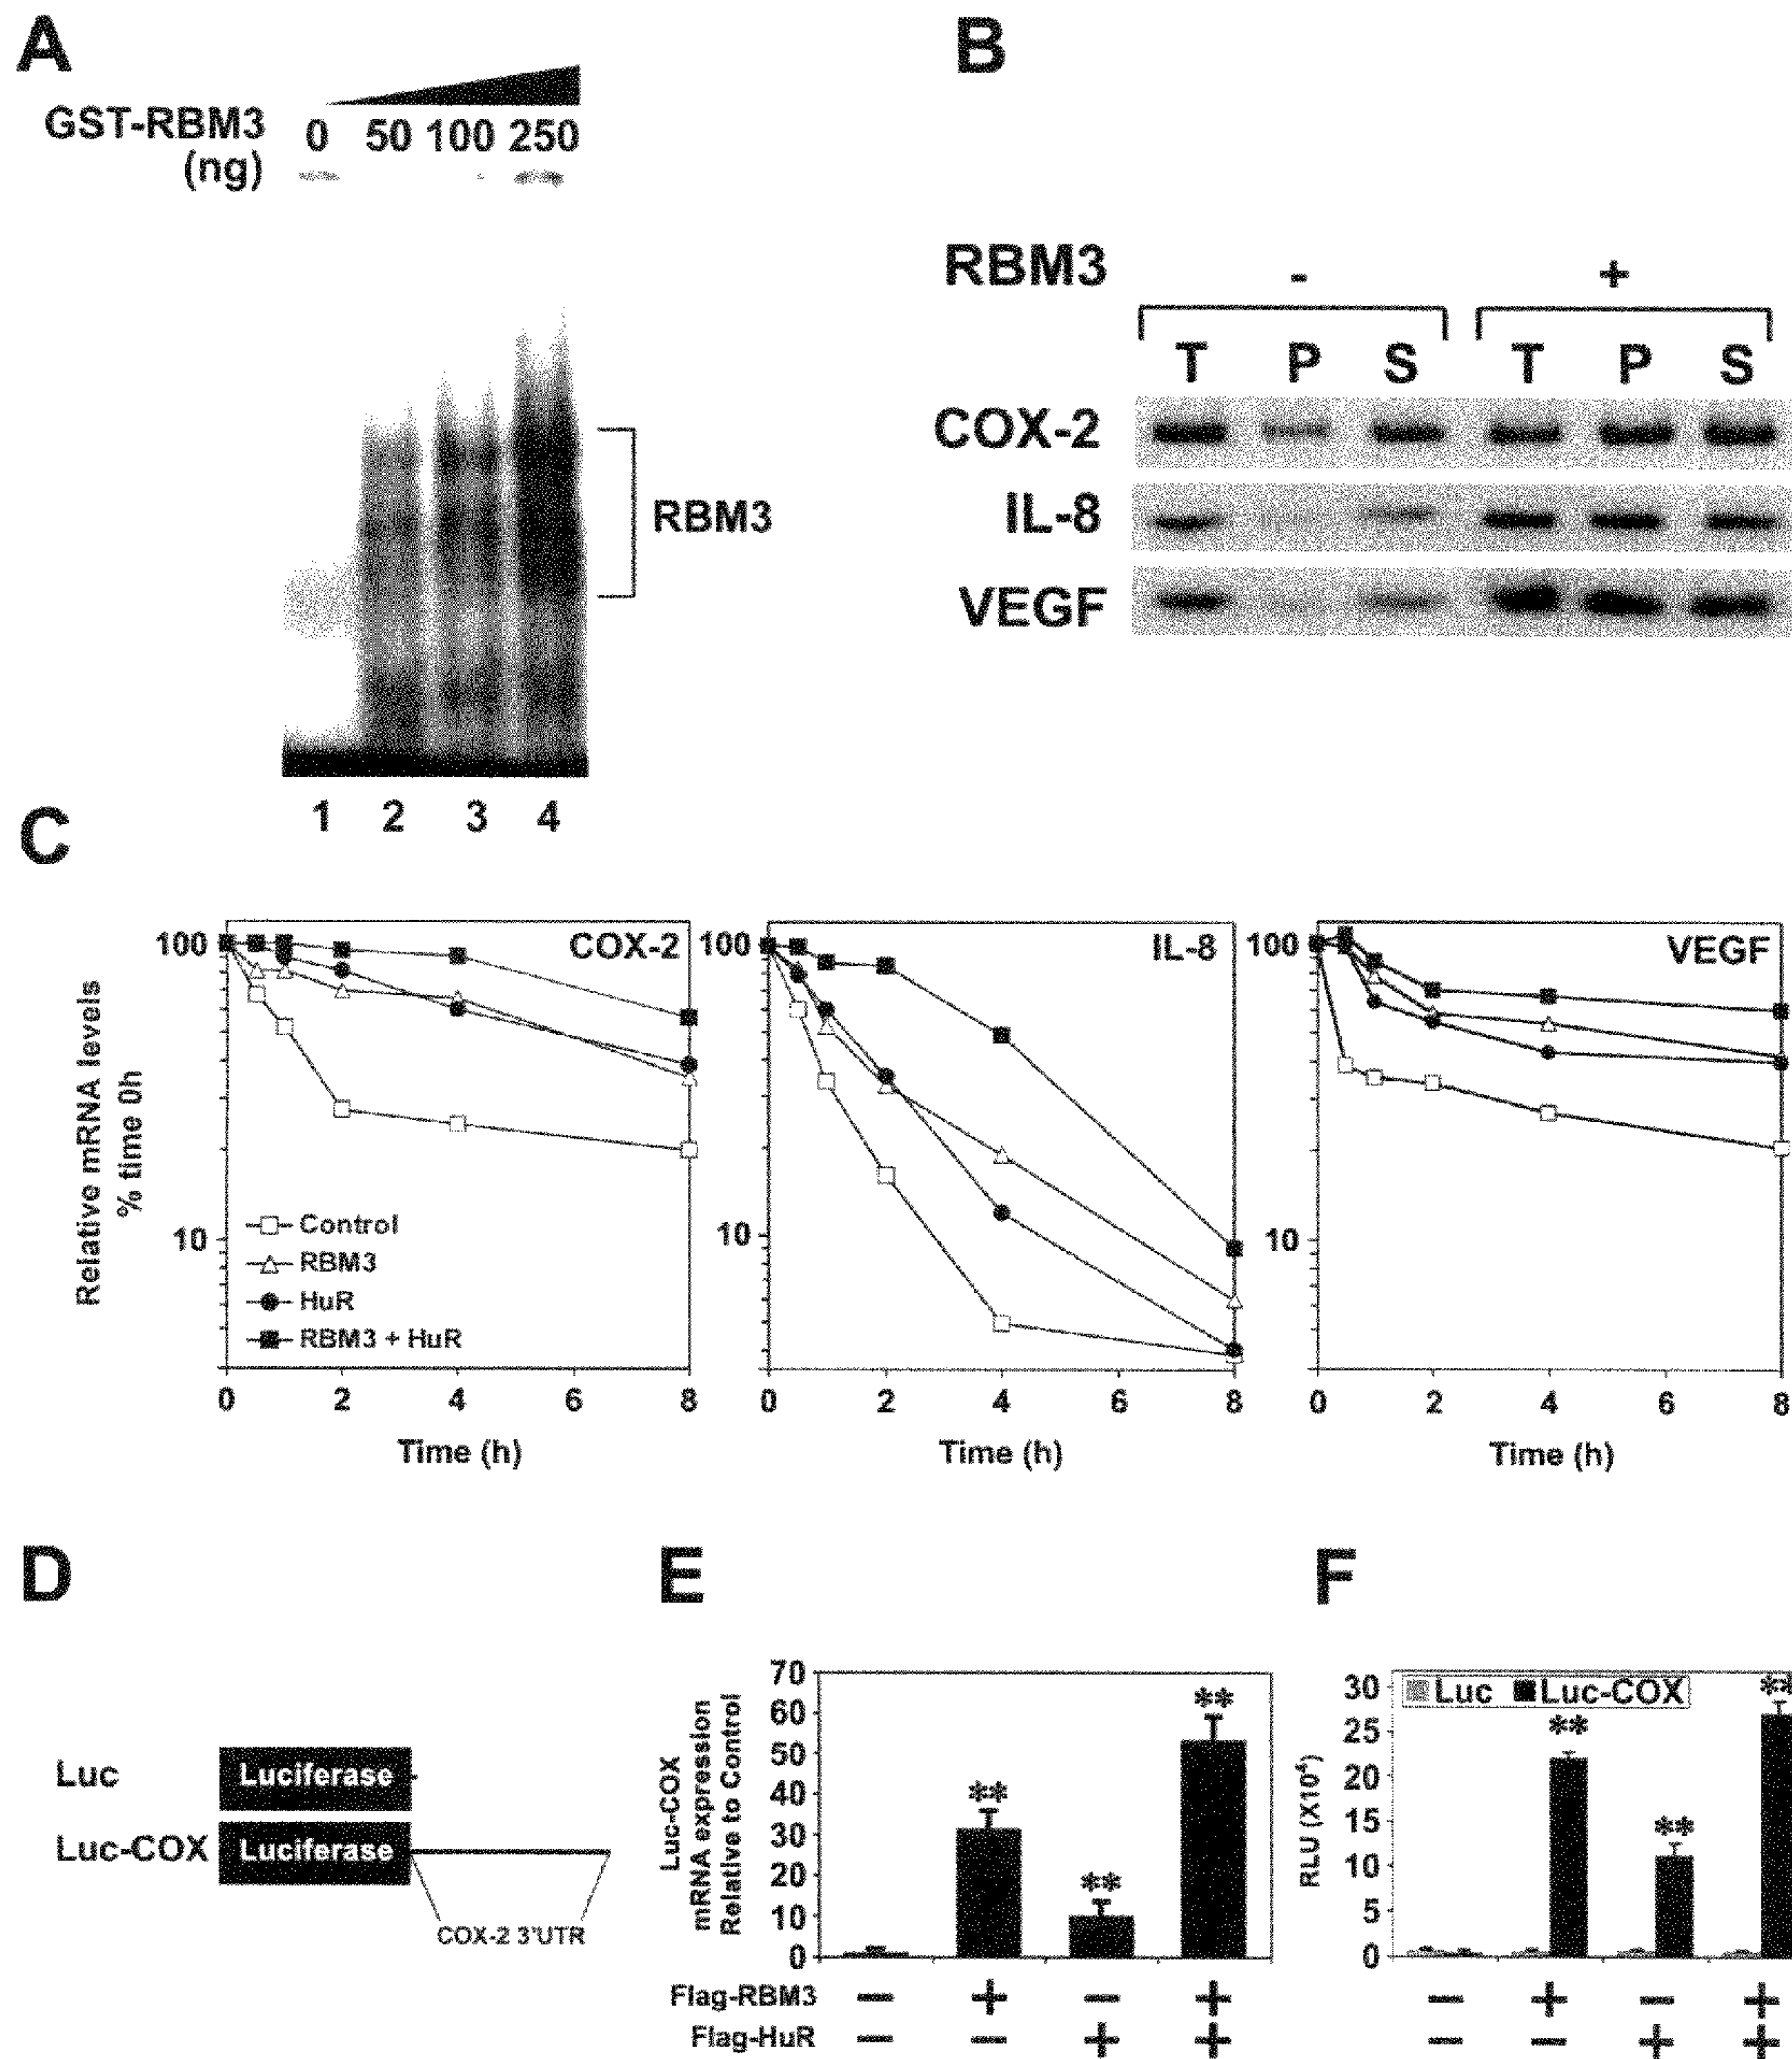 A
GST-RBM3 0 50 100 250
(ng)
RBM3
1 2 3 4
B
RBM3 - +
T P S T P S
COX-2
IL-8
VEGF
C
Relative mRNA levels
% time 0h
100
10
COX-2
Control
RBM3
HuR
RBM3 + HuR
0 2 4 6 8
Time (h)
100
10
IL-8
0 2 4 6 8
Time (h)
100
10
VEGF
0 2 4 6 8
Time (h)
D
Luc Luciferase
Luc-COX Luciferase
COX-2 3'UTR
E
Luc-COX
mRNA expression
Relative to Control
70
60
50
40
30
20
10
0
** ** **
Flag-RBM3 − + − +
Flag-HuR − − + +
F
RLU (X10⁴)
30
25
20
15
10
5
0
Luc Luc-COX
** ** **
− + − +
− − + +